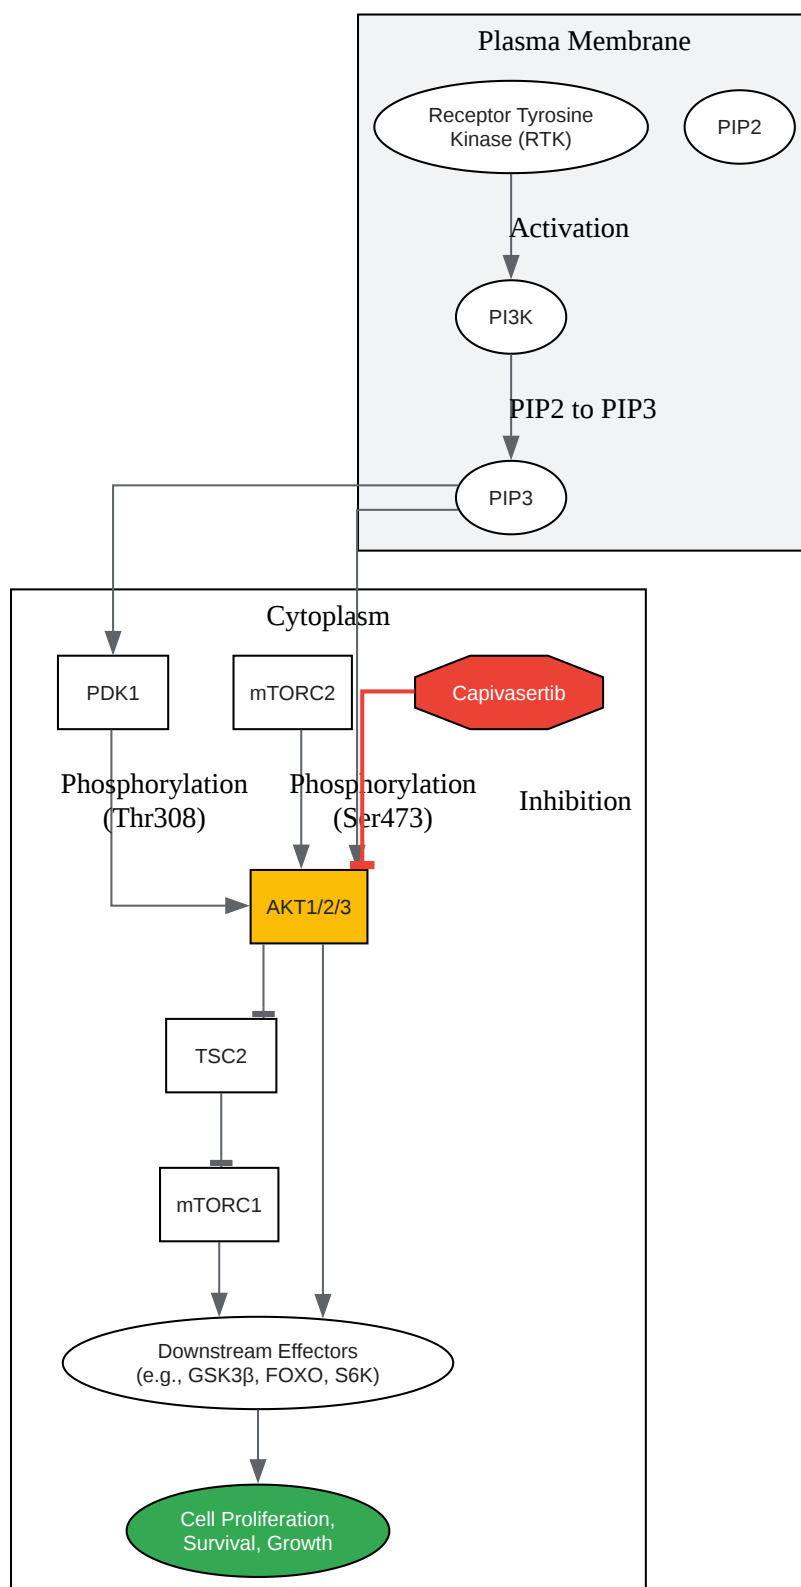 Plasma Membrane
Receptor Tyrosine
Kinase (RTK)
PIP2
Activation
PI3K
PIP2 to PIP3
PIP3
Cytoplasm
PDK1
mTORC2
Capivasertib
Phosphorylation
(Thr308)
Phosphorylation
(Ser473)
Inhibition
AKT1/2/3
TSC2
mTORC1
Downstream Effectors
(e.g., GSK3β, FOXO, S6K)
Cell Proliferation,
Survival, Growth